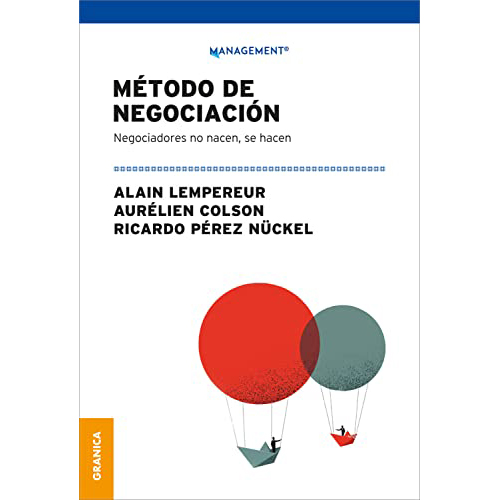 MANAGEMENT®
MÉTODO DE
NEGOCIACIÓN
Negociadores no nacen, se hacen
ALAIN LEMPEREUR
AURÉLIEN COLSON
RICARDO PÉREZ NÜCKEL
GRANICA